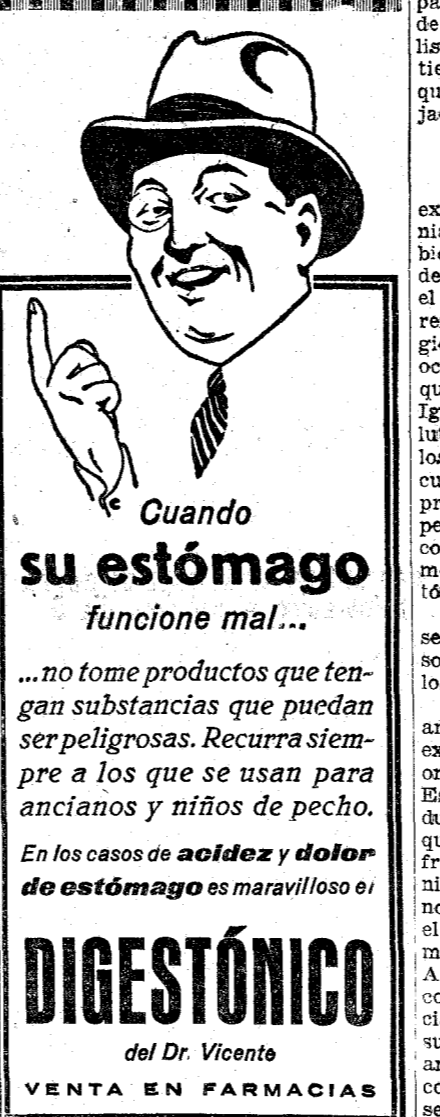 Cuando
su estómago
funcione mal...
...no tome productos que ten-
gan substancias que puedan
ser peligrosas. Recurra siem-
pre a los que se usan para
ancianos y niños de pecho.
En los casos de acidez y dolor
de estómago es maravilloso el
DIGESTÓNICO
del Dr. Vicente
VENTA EN FARMACIAS